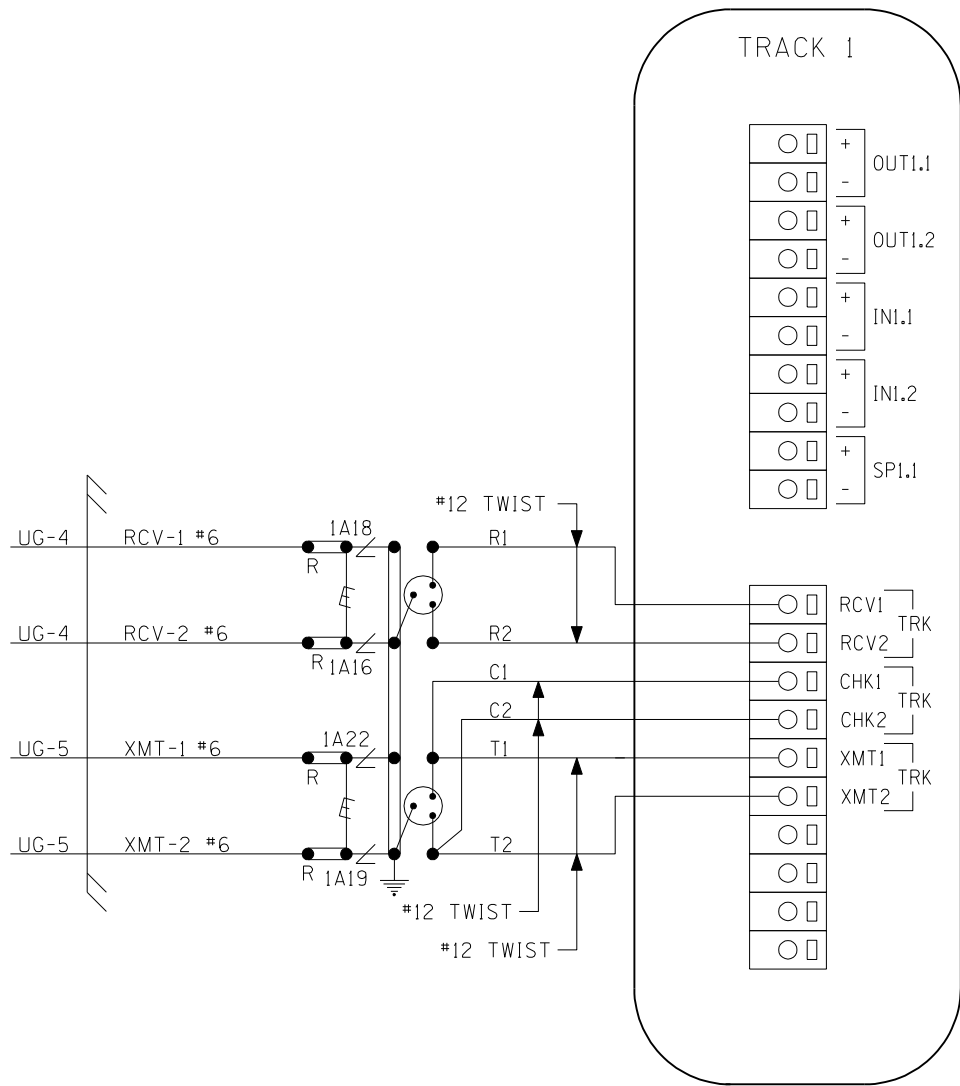 TRACK 1
+
OUT1.1
-
+
OUT1.2
-
+
IN1.1
-
+
IN1.2
-
+
SP1.1
-
#12 TWIST
UG-4 RCV-1 #6 1A18 R1
R
E
RCV1
TRK
UG-4 RCV-2 #6 R2 RCV2
R 1A16
C1 CHK1
TRK
C2 CHK2
UG-5 XMT-1 #6 1A22 T1 XMT1
R
TRK
XMT2
E
UG-5 XMT-2 #6 T2
R 1A19
#12 TWIST
#12 TWIST